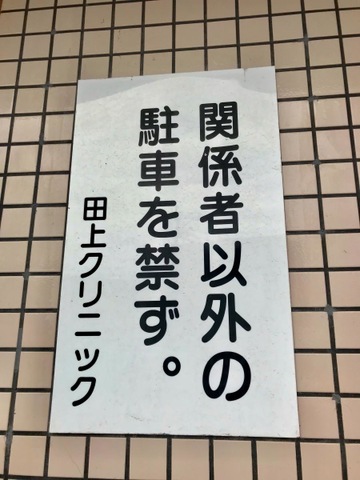 関係者以外の
駐車を禁ず。
田上クリニック